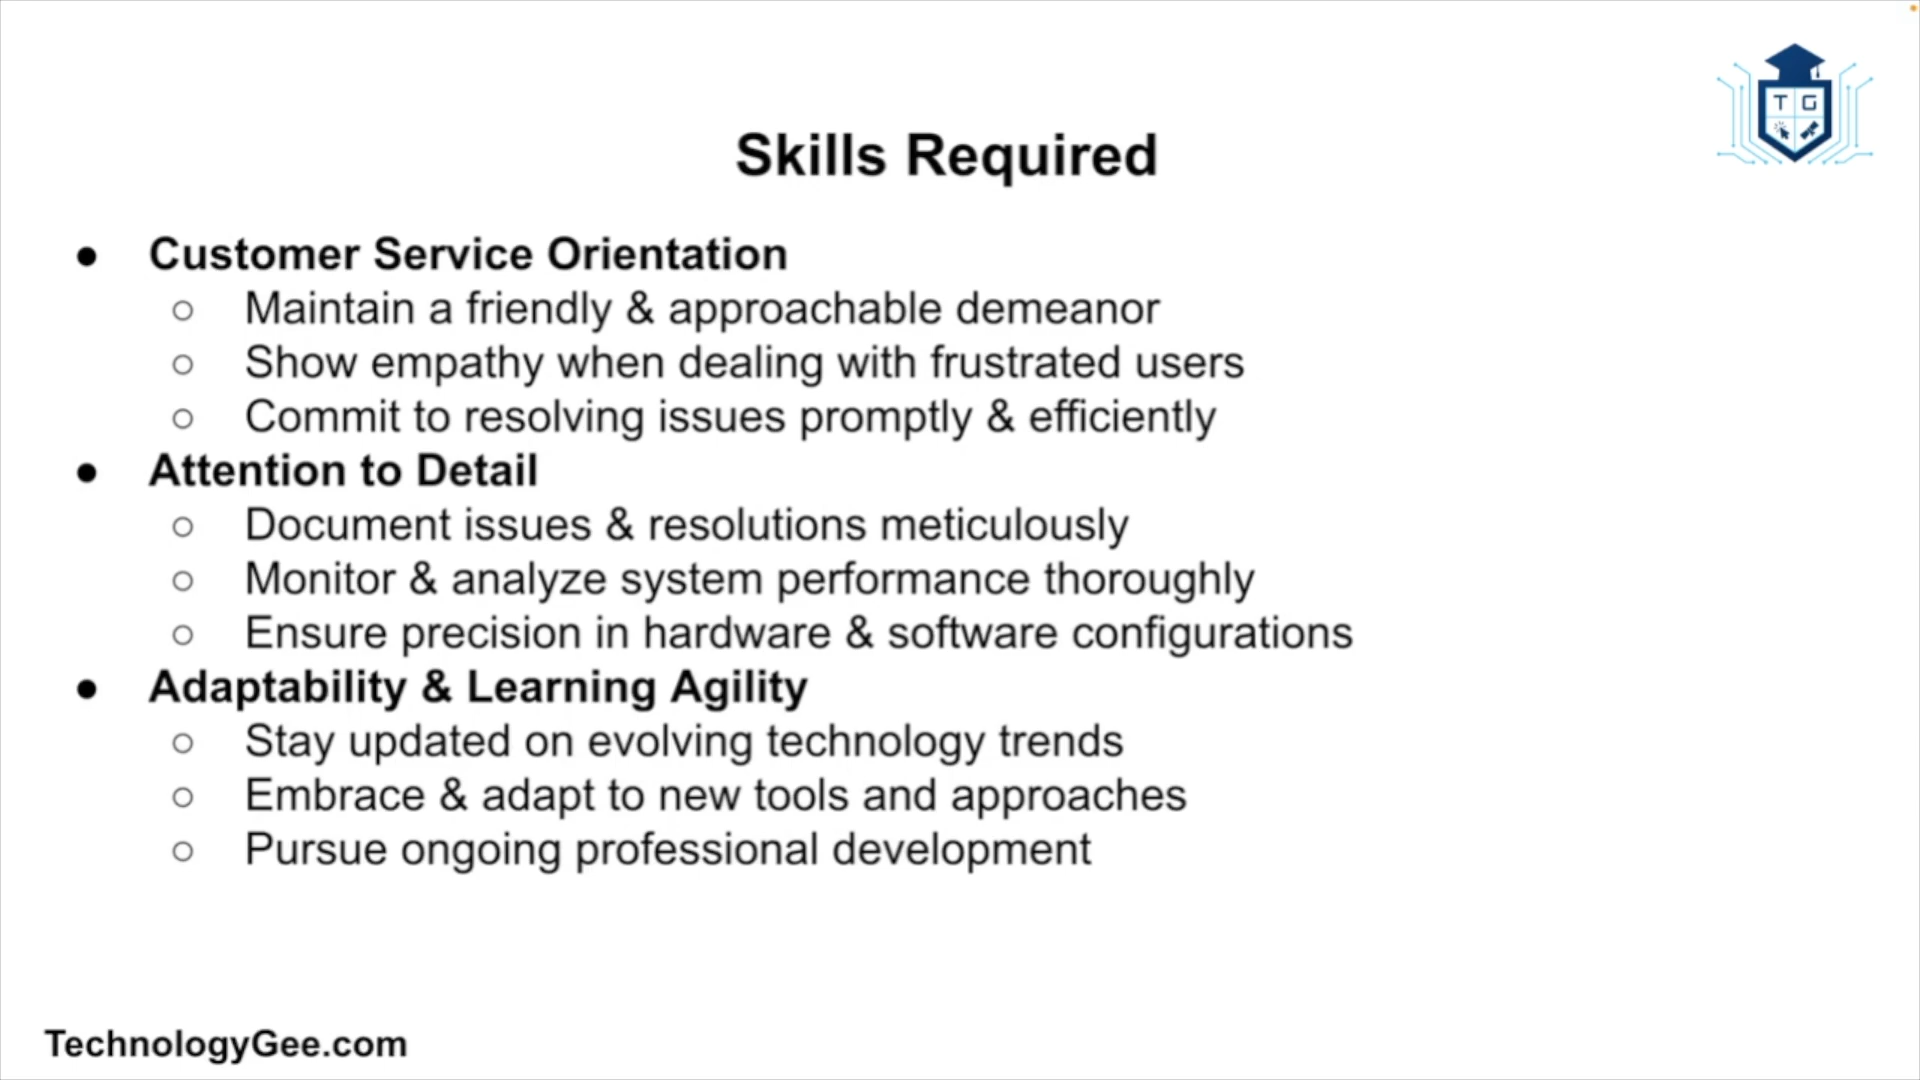 T G
Skills Required
● Customer Service Orientation
○ Maintain a friendly & approachable demeanor
○ Show empathy when dealing with frustrated users
○ Commit to resolving issues promptly & efficiently
● Attention to Detail
○ Document issues & resolutions meticulously
○ Monitor & analyze system performance thoroughly
○ Ensure precision in hardware & software configurations
● Adaptability & Learning Agility
○ Stay updated on evolving technology trends
○ Embrace & adapt to new tools and approaches
○ Pursue ongoing professional development
TechnologyGee.com